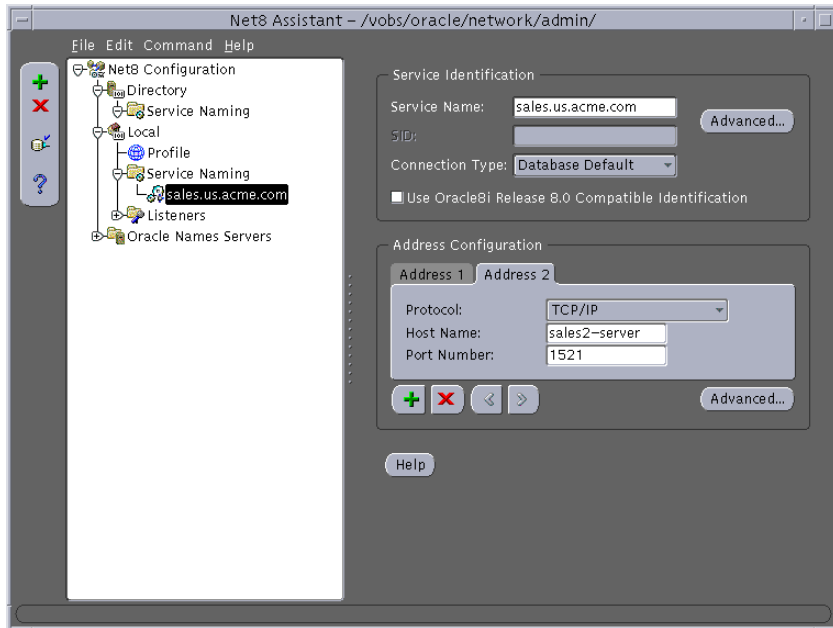 Net8 Assistant – /vobs/oracle/network/admin/
File Edit Command Help
Net8 Configuration
Directory
Service Naming
Local
Profile
Service Naming
sales.us.acme.com
Listeners
Oracle Names Servers
Service Identification
Service Name: sales.us.acme.com
Advanced...
SID:
Connection Type: Database Default
Use Oracle8i Release 8.0 Compatible Identification
Address Configuration
Address 1 Address 2
Protocol: TCP/IP
Host Name: sales2–server
Port Number: 1521
Advanced...
Help